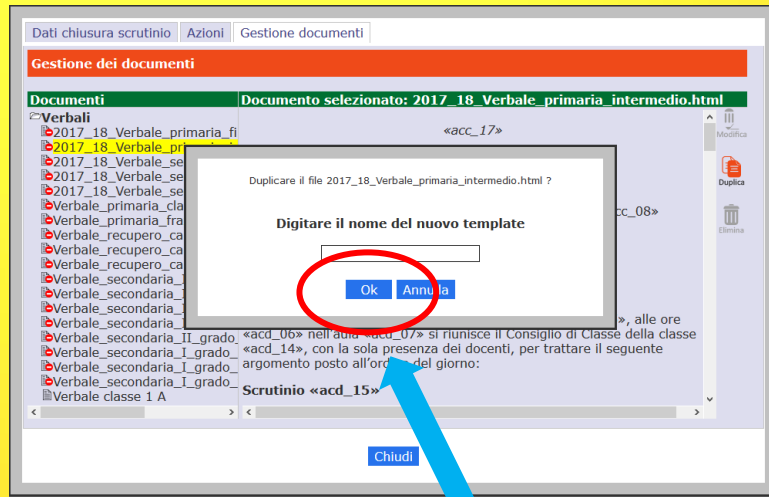 Dati chiusura scrutinio Azioni Gestione documenti
Gestione dei documenti
Documenti
Verbali
2017_18_Verbale_primaria_fi
2017_18_Verbale_pr
2017_18_Verbale_se
2017_18_Verbale_se
2017_18_Verbale_se
Verbale_primaria_cla
Verbale_primaria_fra
Verbale_recupero_ca
Verbale_recupero_ca
Verbale_recupero_ca
Verbale_secondaria_
Verbale_secondaria_
Verbale_secondaria_
Verbale_secondaria_
Verbale_secondaria_II_grado_
Verbale_secondaria_I_grado_
Verbale_secondaria_I_grado_
Verbale_secondaria_I_grado_
Verbale classe 1 A
Documento selezionato: 2017_18_Verbale_primaria_intermedio.html
«acc_17»
cc_08»
Duplicare il file 2017_18_Verbale_primaria_intermedio.html ?
Digitare il nome del nuovo template
Ok Annulla
», alle ore
«acd_06» nell'aula «acd_07» si riunisce il Consiglio di Classe della classe
«acd_14», con la sola presenza dei docenti, per trattare il seguente
argomento posto all'ordine del giorno:
Scrutinio «acd_15»
Modifica
Duplica
Elimina
Chiudi